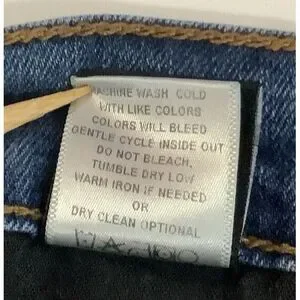 MACHINE WASH COLD
WITH LIKE COLORS
COLORS WILL BLEED
GENTLE CYCLE INSIDE OUT
DO NOT BLEACH.
TUMBLE DRY LOW
WARM IRON IF NEEDED
OR
DRY CLEAN OPTIONAL